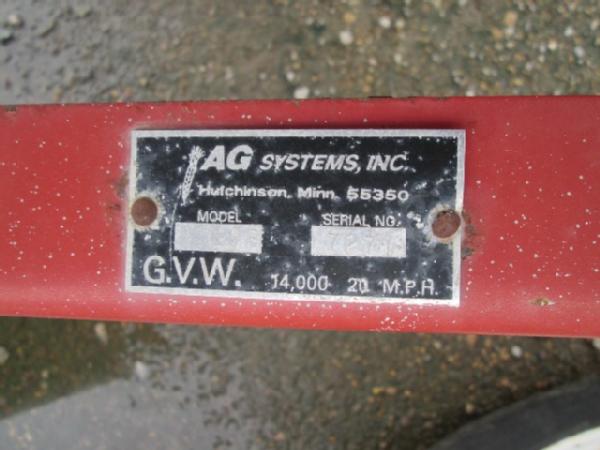 AG SYSTEMS, INC.
Hutchinson, Minn. 55350
MODEL SERIAL NO.
G.V.W. 14,000 20 M.P.H.